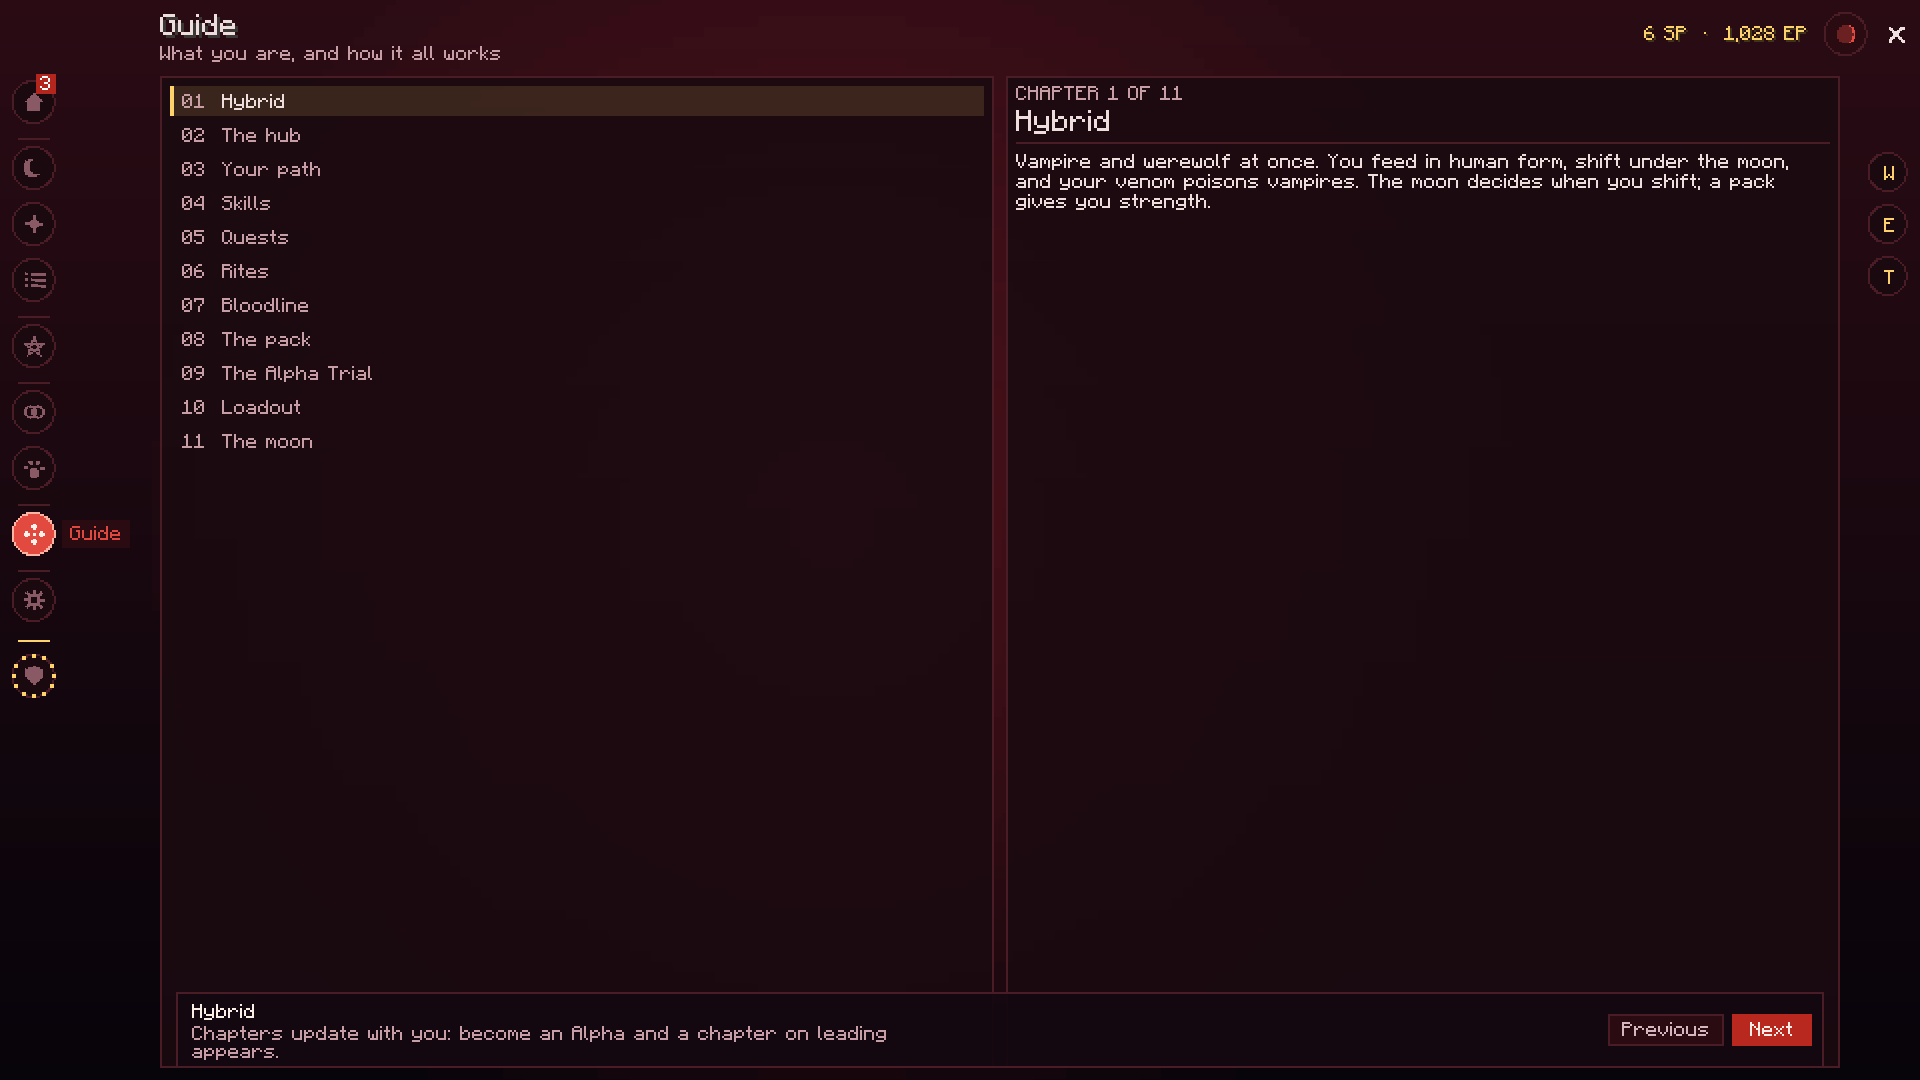 Guide
What you are, and how it all works
6 SP · 1,028 EP
3
01 Hybrid
02 The hub
03 Your path
04 Skills
05 Quests
06 Rites
07 Bloodline
08 The pack
09 The Alpha Trial
10 Loadout
11 The moon
CHAPTER 1 OF 11
Hybrid
Vampire and werewolf at once. You feed in human form, shift under the moon,
and your venom poisons vampires. The moon decides when you shift; a pack
gives you strength.
W
E
T
Guide
Hybrid
Chapters update with you: become an Alpha and a chapter on leading
appears.
Previous
Next